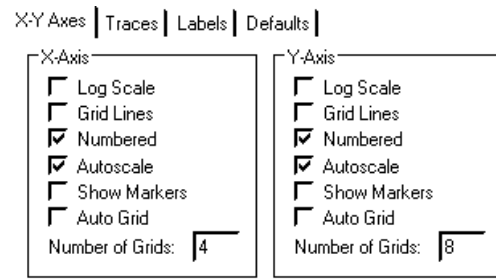 X-Y Axes Traces Labels Defaults
X-Axis
Log Scale
Grid Lines
Numbered
Autoscale
Show Markers
Auto Grid
Number of Grids: 4
Y-Axis
Log Scale
Grid Lines
Numbered
Autoscale
Show Markers
Auto Grid
Number of Grids: 8